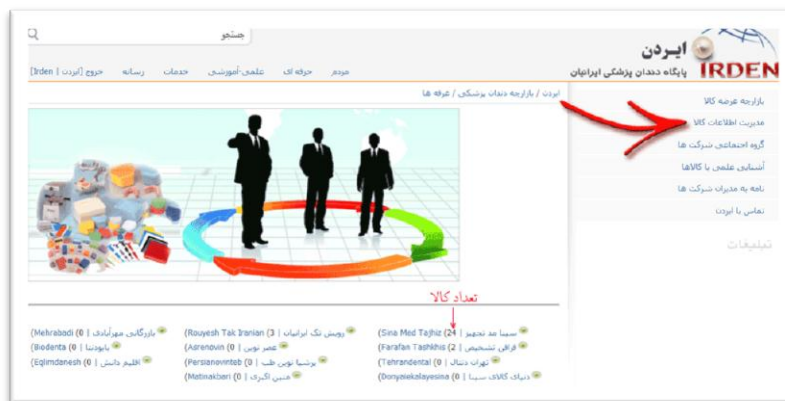 جستجو
ایـردن
IRDEN
پایگاه دندان پزشکی ایرانیان
مردم حرفه ای علمی-آموزشی خدمات رسانه خروج [ایردن | Irden]
ایردن / بازارچه دندان پزشکی / غرفه ها
بازارچه عرضه کالا
مدیریت اطلاعات کالا
گروه اجتماعی شرکت ها
آشنایی علمی با کالاها
نامه به مدیران شرکت ها
تماس با ایردن
تبلیغات
تعداد کالا
سینا مد تجهیز | Sina Med Tajhiz (24) رویش تک ایرانیان | Rouyesh Tak Iranian (3) بازرگانی مهرآبادی | Mehrabadi (0)
فرافن تشخیص | Farafan Tashkhis (2) عصر نوین | Asrenovin (0) بایودنتا | Biodenta (0)
تهران دنتال | Tehrandental (0) پرشیا نوین طب | Persianovinteb (0) اقلیم دانش | Eqlimdanesh (0)
دنیای کالای سینا | Donyaiekalayesina (0) متین اکبری | Matinakbari (0)